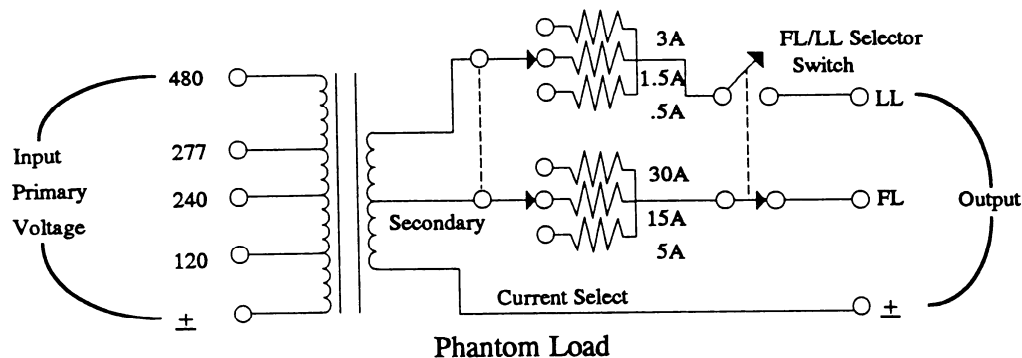 480
277
240
120
±
Input
Primary
Voltage
Secondary
3A
1.5A
.5A
30A
15A
5A
FL/LL Selector
Switch
LL
FL
±
Output
Current Select
Phantom Load